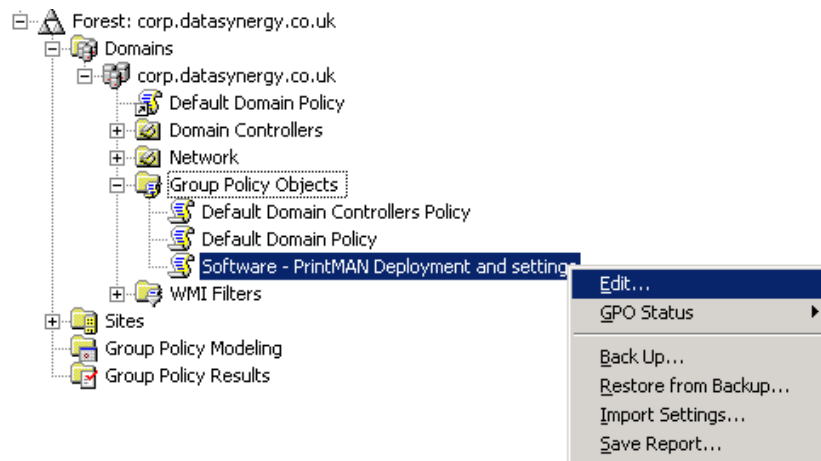 Forest: corp.datasynergy.co.uk
Domains
corp.datasynergy.co.uk
Default Domain Policy
Domain Controllers
Network
Group Policy Objects
Default Domain Controllers Policy
Default Domain Policy
Software - PrintMAN Deployment and settings
WMI Filters
Sites
Group Policy Modeling
Group Policy Results
Edit...
GPO Status
Back Up...
Restore from Backup...
Import Settings...
Save Report...